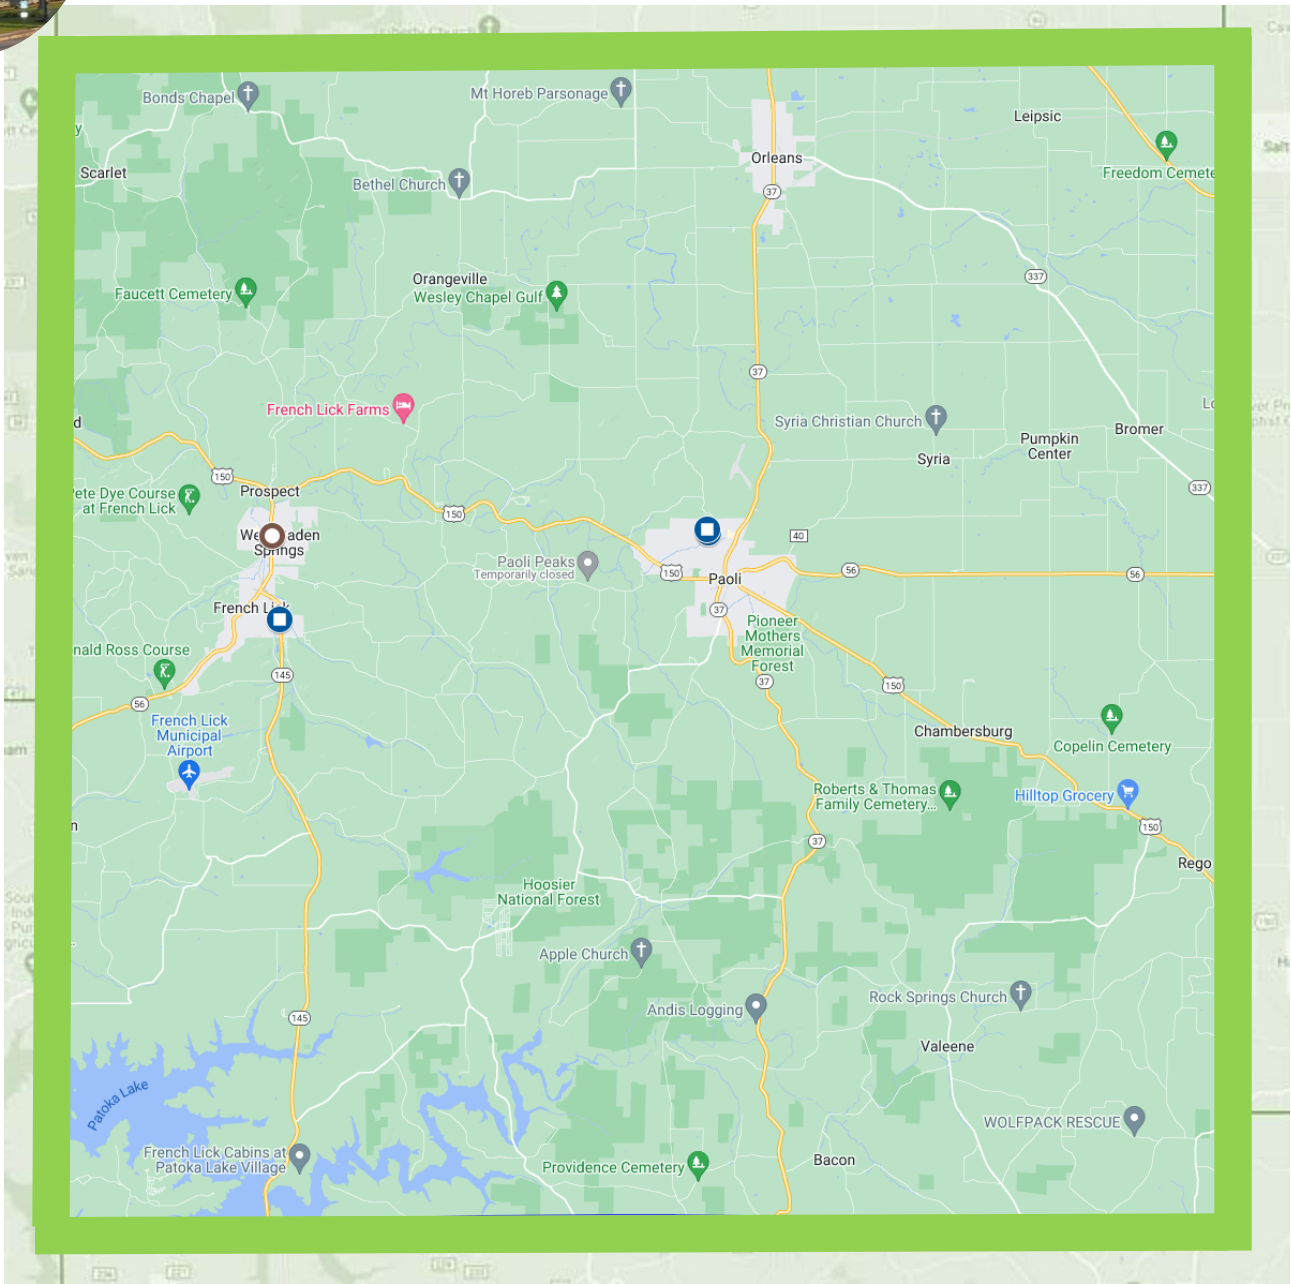 Liberty Church
Bonds Chapel
Mt Horeb Parsonage
Leipsic
Orleans
Scarlet
Freedom Cemete
Bethel Church
37
337
Orangeville
Faucett Cemetery
Wesley Chapel Gulf
37
French Lick Farms
Syria Christian Church
Bromer
Pumpkin
Center
Syria
150
337
Prospect
ete Dye Course
at French Lick
150
We aden
Springs
40
Paoli Peaks
Temporarily closed
150
Paoli
56
56
French Lick
37
Pioneer
Mothers
Memorial
Forest
nald Ross Course
145
37
150
56
French Lick
Municipal
Airport
Chambersburg
Copelin Cemetery
Roberts & Thomas
Family Cemetery...
Hilltop Grocery
150
37
Rego
Hoosier
National Forest
Apple Church
Rock Springs Church
Andis Logging
145
Valeene
Patoka Lake
WOLFPACK RESCUE
French Lick Cabins at
Patoka Lake Village
Providence Cemetery
Bacon